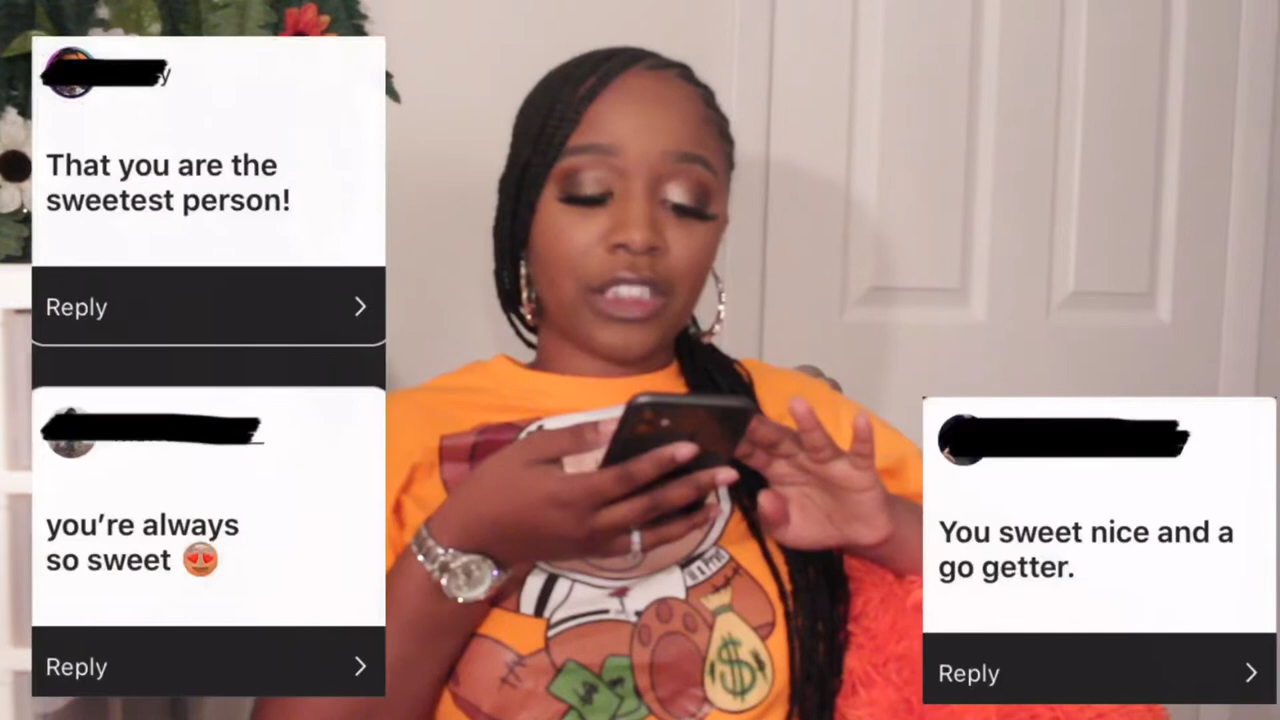 That you are the
sweetest person!
Reply
you're always
so sweet 😍
Reply
You sweet nice and a
go getter.
Reply